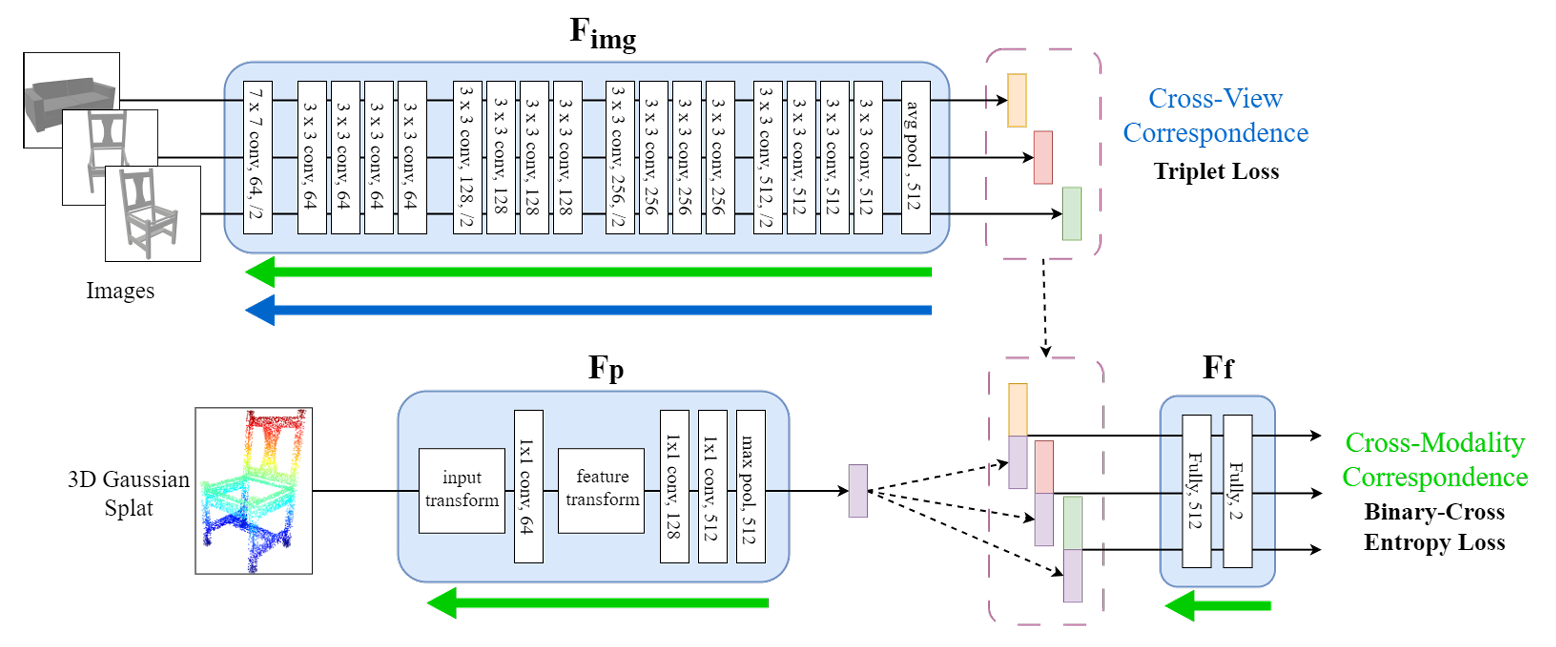 F_img
7 x 7 conv, 64, /2
3 x 3 conv, 64
3 x 3 conv, 64
3 x 3 conv, 64
3 x 3 conv, 64
3 x 3 conv, 128, /2
3 x 3 conv, 128
3 x 3 conv, 128
3 x 3 conv, 128
3 x 3 conv, 256, /2
3 x 3 conv, 256
3 x 3 conv, 256
3 x 3 conv, 256
3 x 3 conv, 512, /2
3 x 3 conv, 512
3 x 3 conv, 512
3 x 3 conv, 512
avg pool , 512
Cross-View
Correspondence
Triplet Loss
Images
Fp
3D Gaussian
Splat
input
transform
1x1 conv, 64
feature
transform
1x1 conv, 128
1x1 conv, 512
max pool, 512
Ff
Fully, 512
Fully, 2
Cross-Modality
Correspondence
Binary-Cross
Entropy Loss